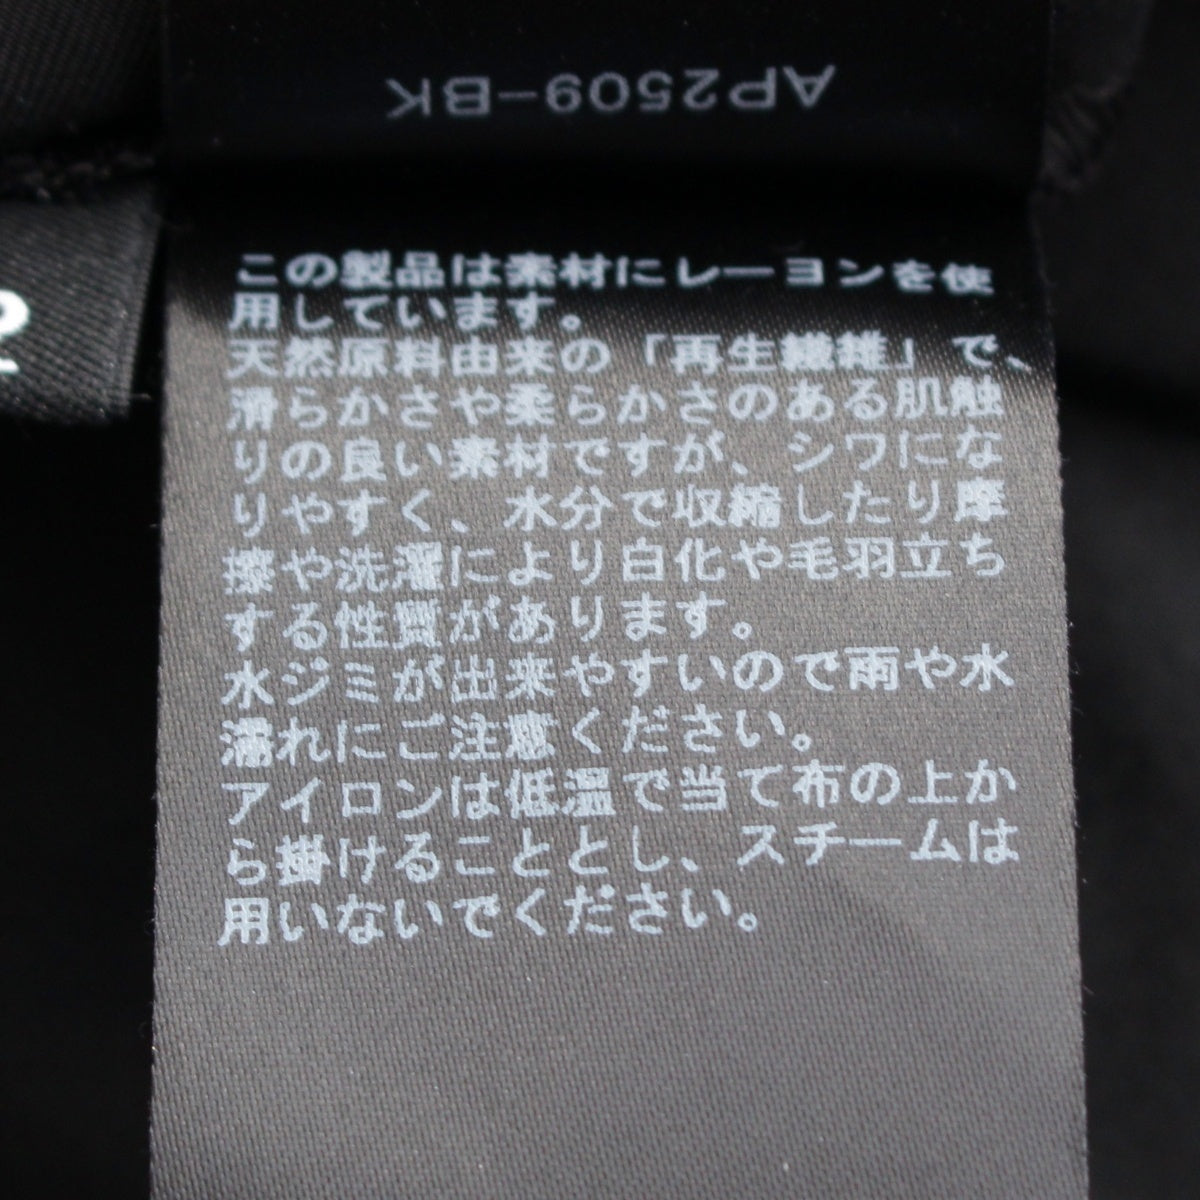 AP2509-BK
2
この製品は素材にレーヨンを使
用しています。
天然原料由来の「再生繊維」で、
滑らかさや柔らかさのある肌触
りの良い素材ですが、シワにな
りやすく、水分で収縮したり摩
擦や洗濯により白化や毛羽立ち
する性質があります。
水ジミが出来やすいので雨や水
濡れにご注意ください。
アイロンは低温で当て布の上か
ら掛けることとし、スチームは
用いないでください。